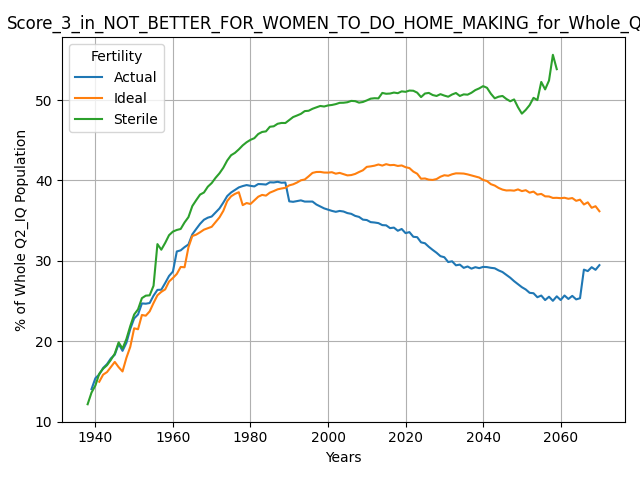 Score_3_in_NOT_BETTER_FOR_WOMEN_TO_DO_HOME_MAKING_for_Whole_Q
Fertility
Actual
Ideal
Sterile
% of Whole Q2_IQ Population
50
40
30
20
10
1940 1960 1980 2000 2020 2040 2060
Years